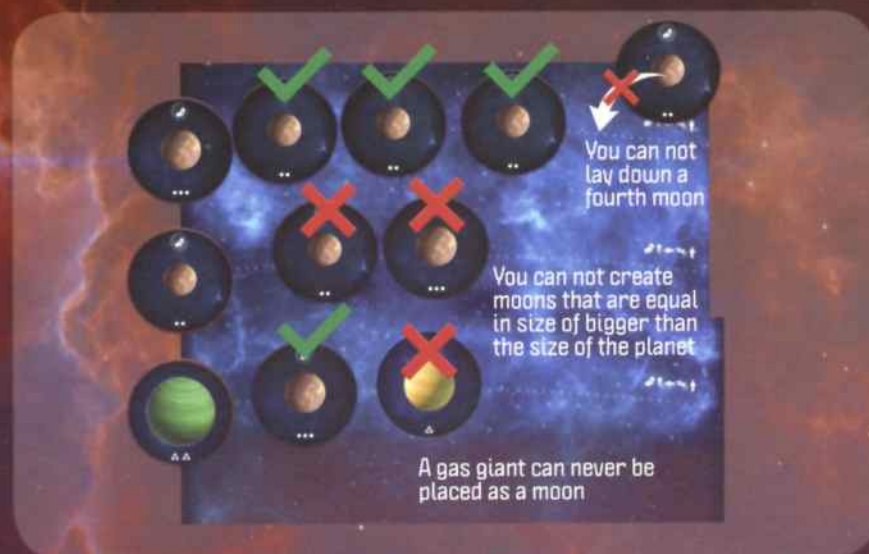 You can not
lay down a
fourth moon
You can not create
moons that are equal
in size of bigger than
the size of the planet
A gas giant can never be
placed as a moon